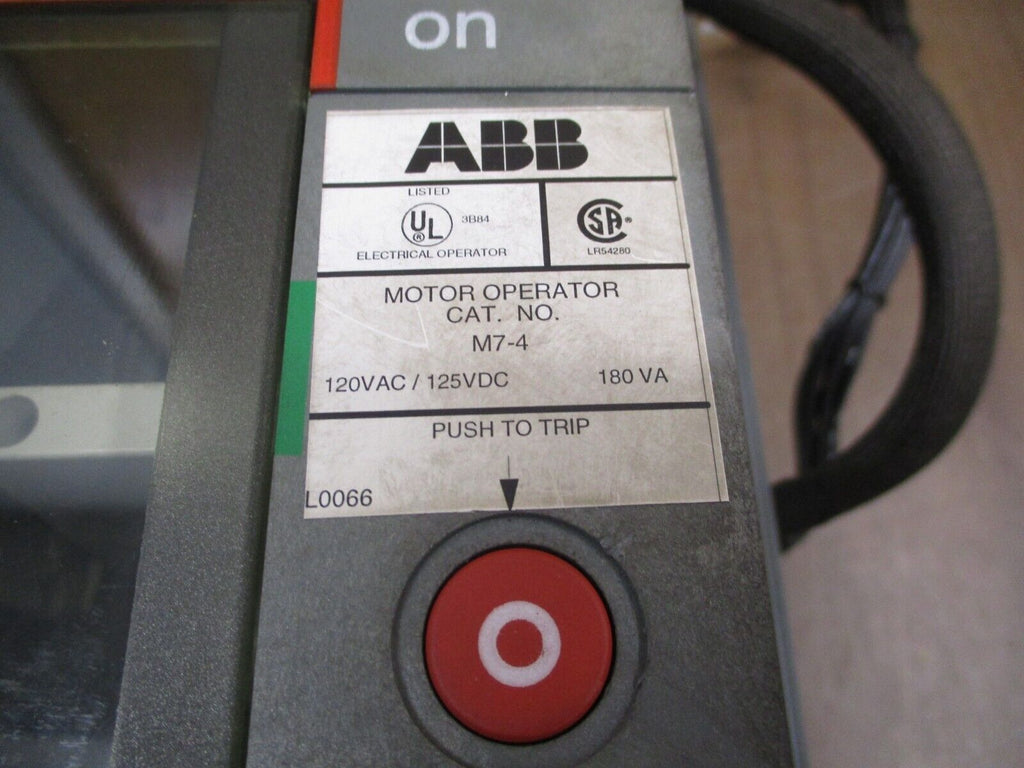 on
ABB
LISTED
UL ® 3B84
ELECTRICAL OPERATOR
SA ®
LR54280
MOTOR OPERATOR
CAT. NO.
M7-4
120VAC / 125VDC 180 VA
PUSH TO TRIP
L0066
O